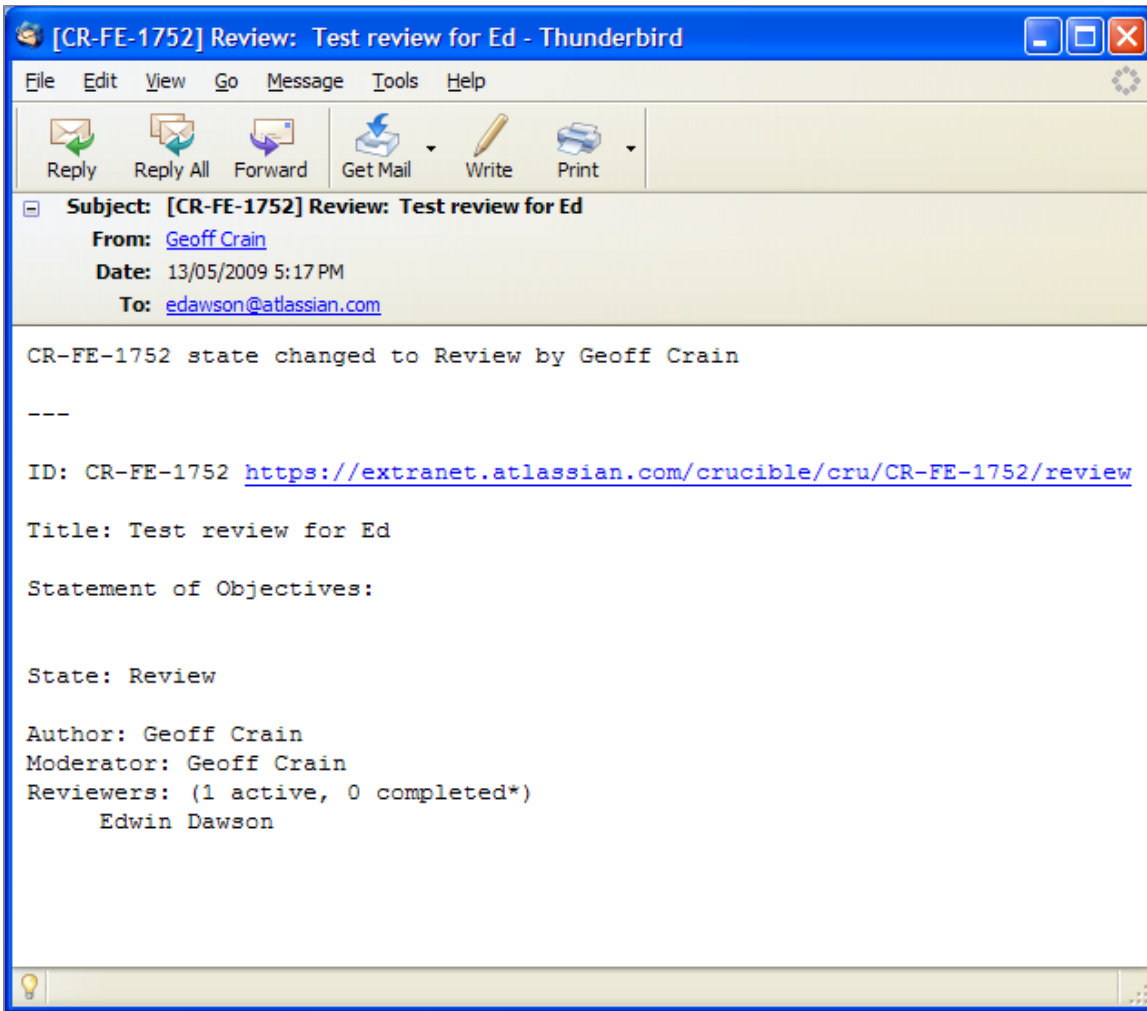 [CR-FE-1752] Review:  Test review for Ed - Thunderbird
File Edit View Go Message Tools Help
Reply Reply All Forward Get Mail Write Print
Subject: [CR-FE-1752] Review:  Test review for Ed
From: Geoff Crain
Date: 13/05/2009 5:17 PM
To: edawson@atlassian.com
CR-FE-1752 state changed to Review by Geoff Crain
---
ID: CR-FE-1752 https://extranet.atlassian.com/crucible/cru/CR-FE-1752/review
Title: Test review for Ed
Statement of Objectives:
State: Review
Author: Geoff Crain
Moderator: Geoff Crain
Reviewers: (1 active, 0 completed*)
Edwin Dawson